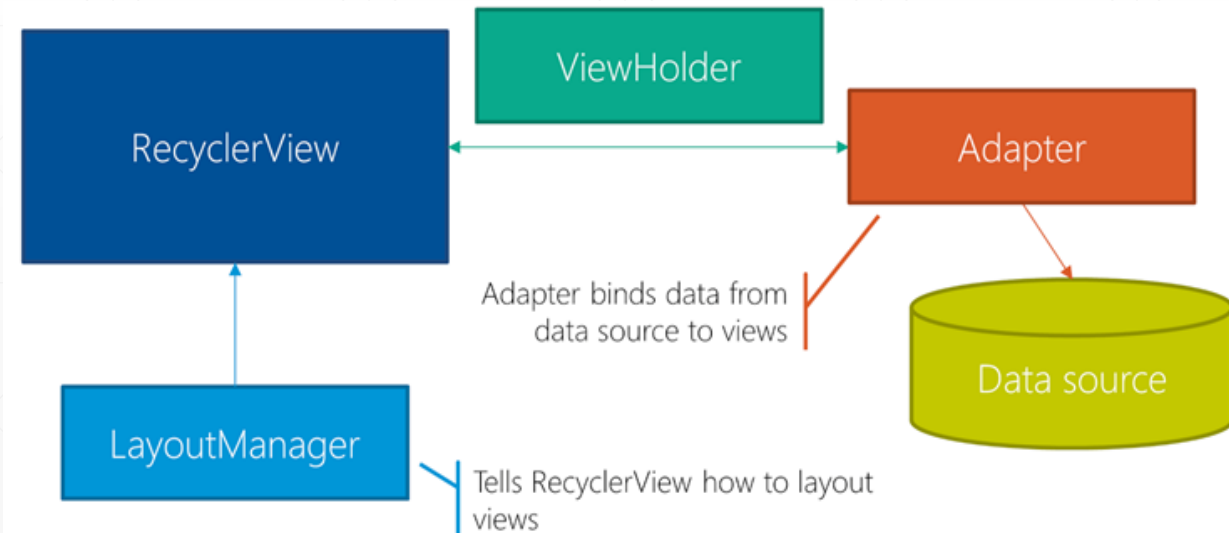 ViewHolder
RecyclerView
Adapter
Adapter binds data from
data source to views
Data source
LayoutManager
Tells RecyclerView how to layout
views